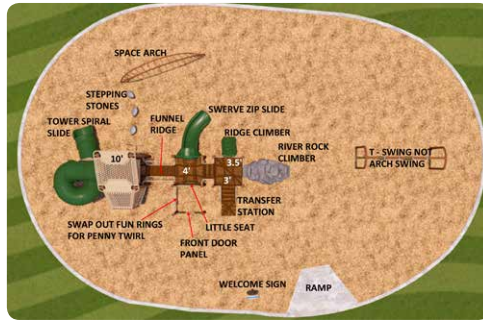 SPACE ARCH
STEPPING
STONES
TOWER SPIRAL
SLIDE
FUNNEL
RIDGE
SWERVE ZIP SLIDE
RIDGE CLIMBER
RIVER ROCK
CLIMBER
T - SWING NOT
ARCH SWING
10'
4'
3.5'
3'
TRANSFER
STATION
SWAP OUT FUN RINGS
FOR PENNY TWIRL
LITTLE SEAT
FRONT DOOR
PANEL
WELCOME SIGN
RAMP